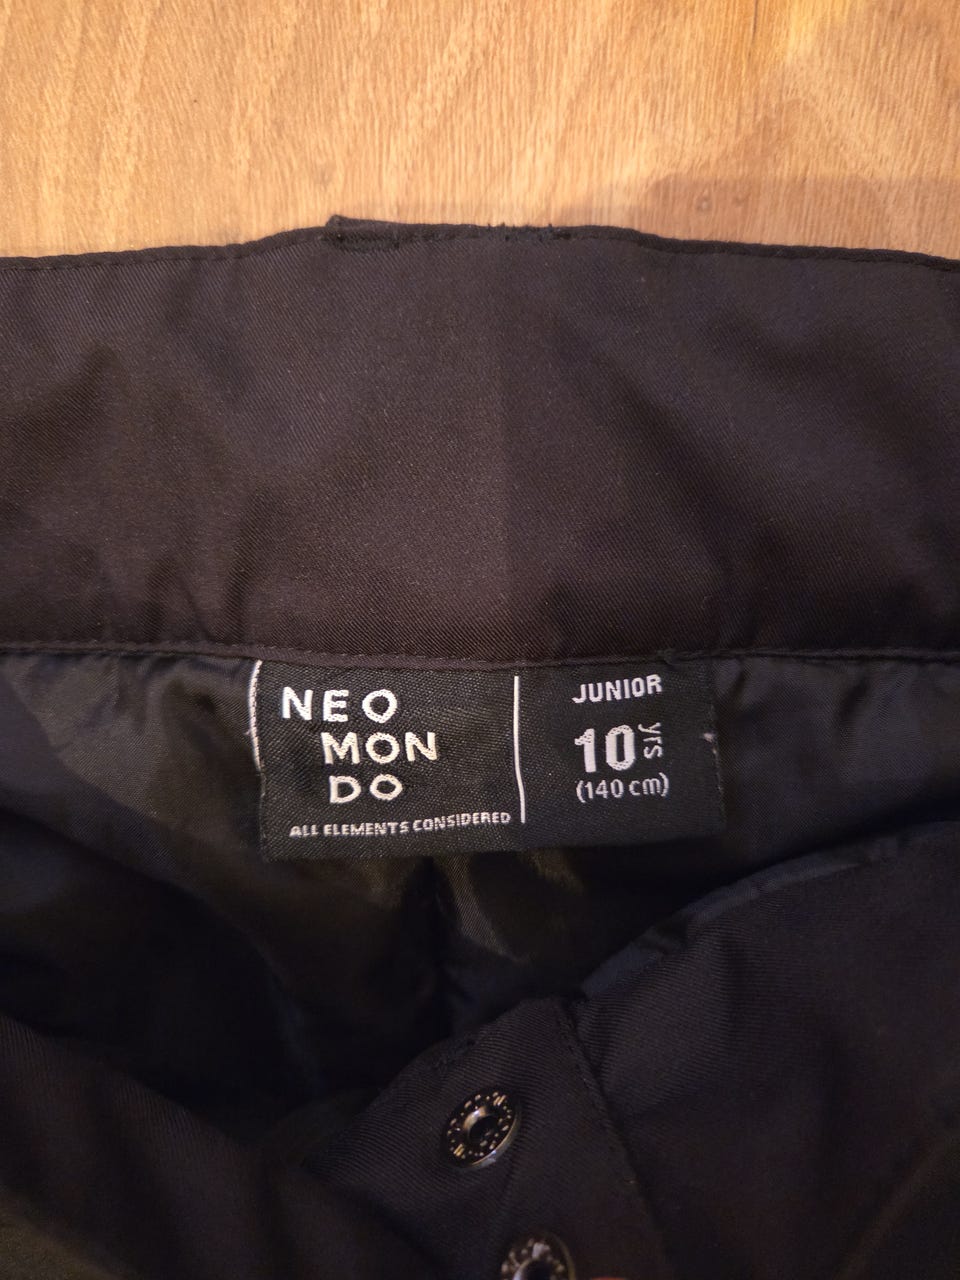 NEO
MON
DO
ALL ELEMENTS CONSIDERED
JUNIOR
10 yrs
(140 cm)